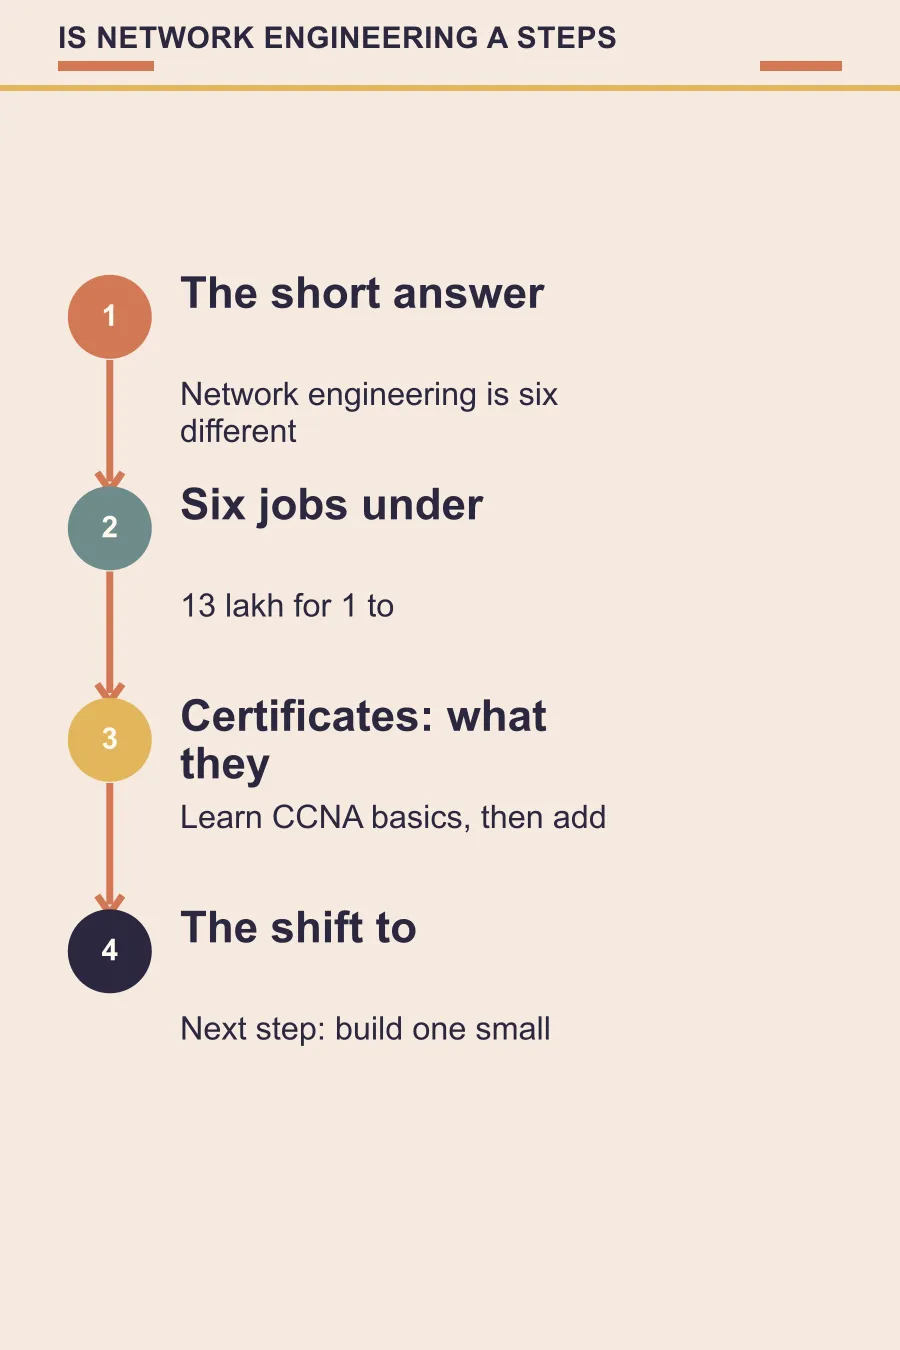 IS NETWORK ENGINEERING A STEPS
1
The short answer
Network engineering is six
different
2
Six jobs under
13 lakh for 1 to
3
Certificates: what
they
Learn CCNA basics, then add
4
The shift to
Next step: build one small